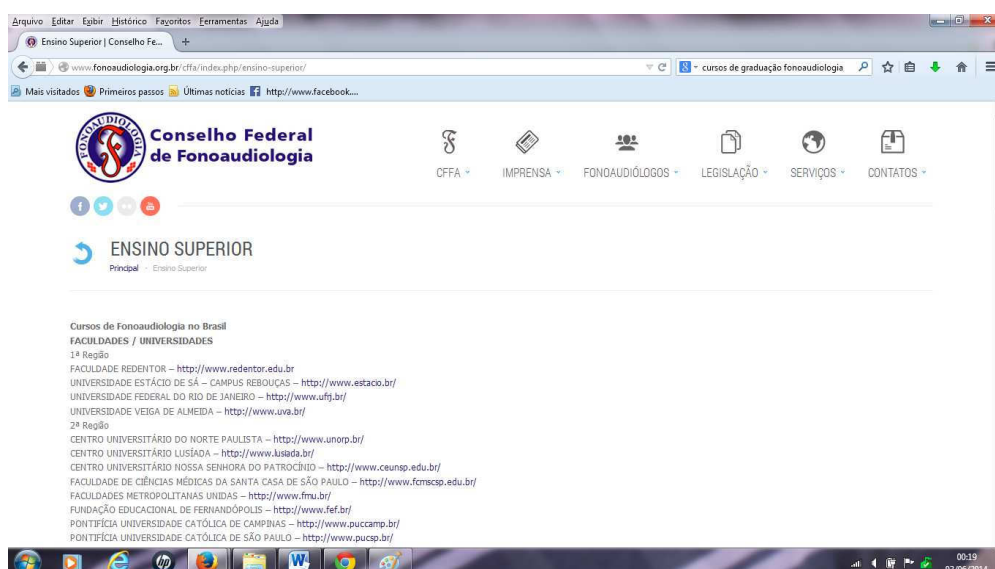 Arquivo Editar Exibir Histórico Favoritos Ferramentas Ajuda
Ensino Superior | Conselho Fe... +
www.fonoaudiologia.org.br/cffa/index.php/ensino-superior/
cursos de graduação fonoaudiologia
Mais visitados Primeiros passos Últimas notícias http://www.facebook....
FONOAUDIOLOGIA
Conselho Federal
de Fonoaudiologia
CFFA IMPRENSA FONOAUDIÓLOGOS LEGISLAÇÃO SERVIÇOS CONTATOS
ENSINO SUPERIOR
Principal - Ensino Superior
Cursos de Fonoaudiologia no Brasil
FACULDADES / UNIVERSIDADES
1ª Região
FACULDADE REDENTOR – http://www.redentor.edu.br
UNIVERSIDADE ESTÁCIO DE SÁ – CAMPUS REBOUÇAS – http://www.estacio.br/
UNIVERSIDADE FEDERAL DO RIO DE JANEIRO – http://www.ufrj.br/
UNIVERSIDADE VEIGA DE ALMEIDA – http://www.uva.br/
2ª Região
CENTRO UNIVERSITÁRIO DO NORTE PAULISTA – http://www.unorp.br/
CENTRO UNIVERSITÁRIO LUSÍADA – http://www.lusiada.br/
CENTRO UNIVERSITÁRIO NOSSA SENHORA DO PATROCÍNIO – http://www.ceunsp.edu.br/
FACULDADE DE CIÊNCIAS MÉDICAS DA SANTA CASA DE SÃO PAULO – http://www.fcmscsp.edu.br/
FACULDADES METROPOLITANAS UNIDAS – http://www.fmu.br/
FUNDAÇÃO EDUCACIONAL DE FERNANDÓPOLIS – http://www.fef.br/
PONTIFÍCIA UNIVERSIDADE CATÓLICA DE CAMPINAS – http://www.puccamp.br/
PONTIFÍCIA UNIVERSIDADE CATÓLICA DE SÃO PAULO – http://www.pucsp.br/
00:19